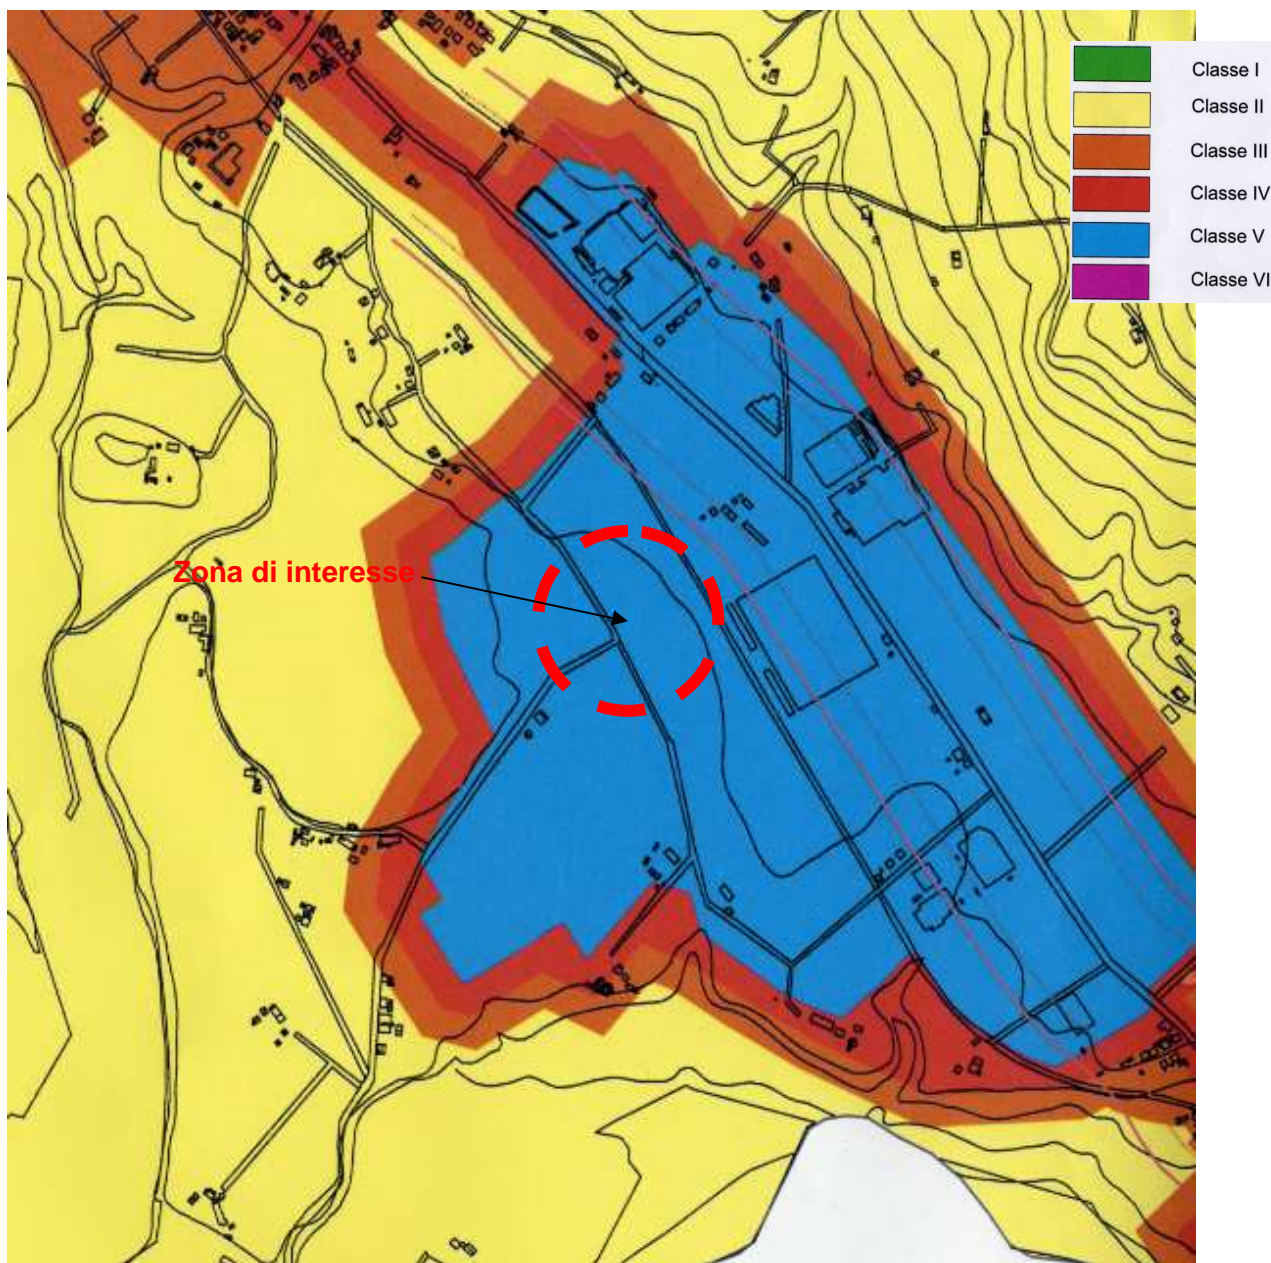 Classe I
Classe II
Classe III
Classe IV
Classe V
Classe VI
Zona di interesse